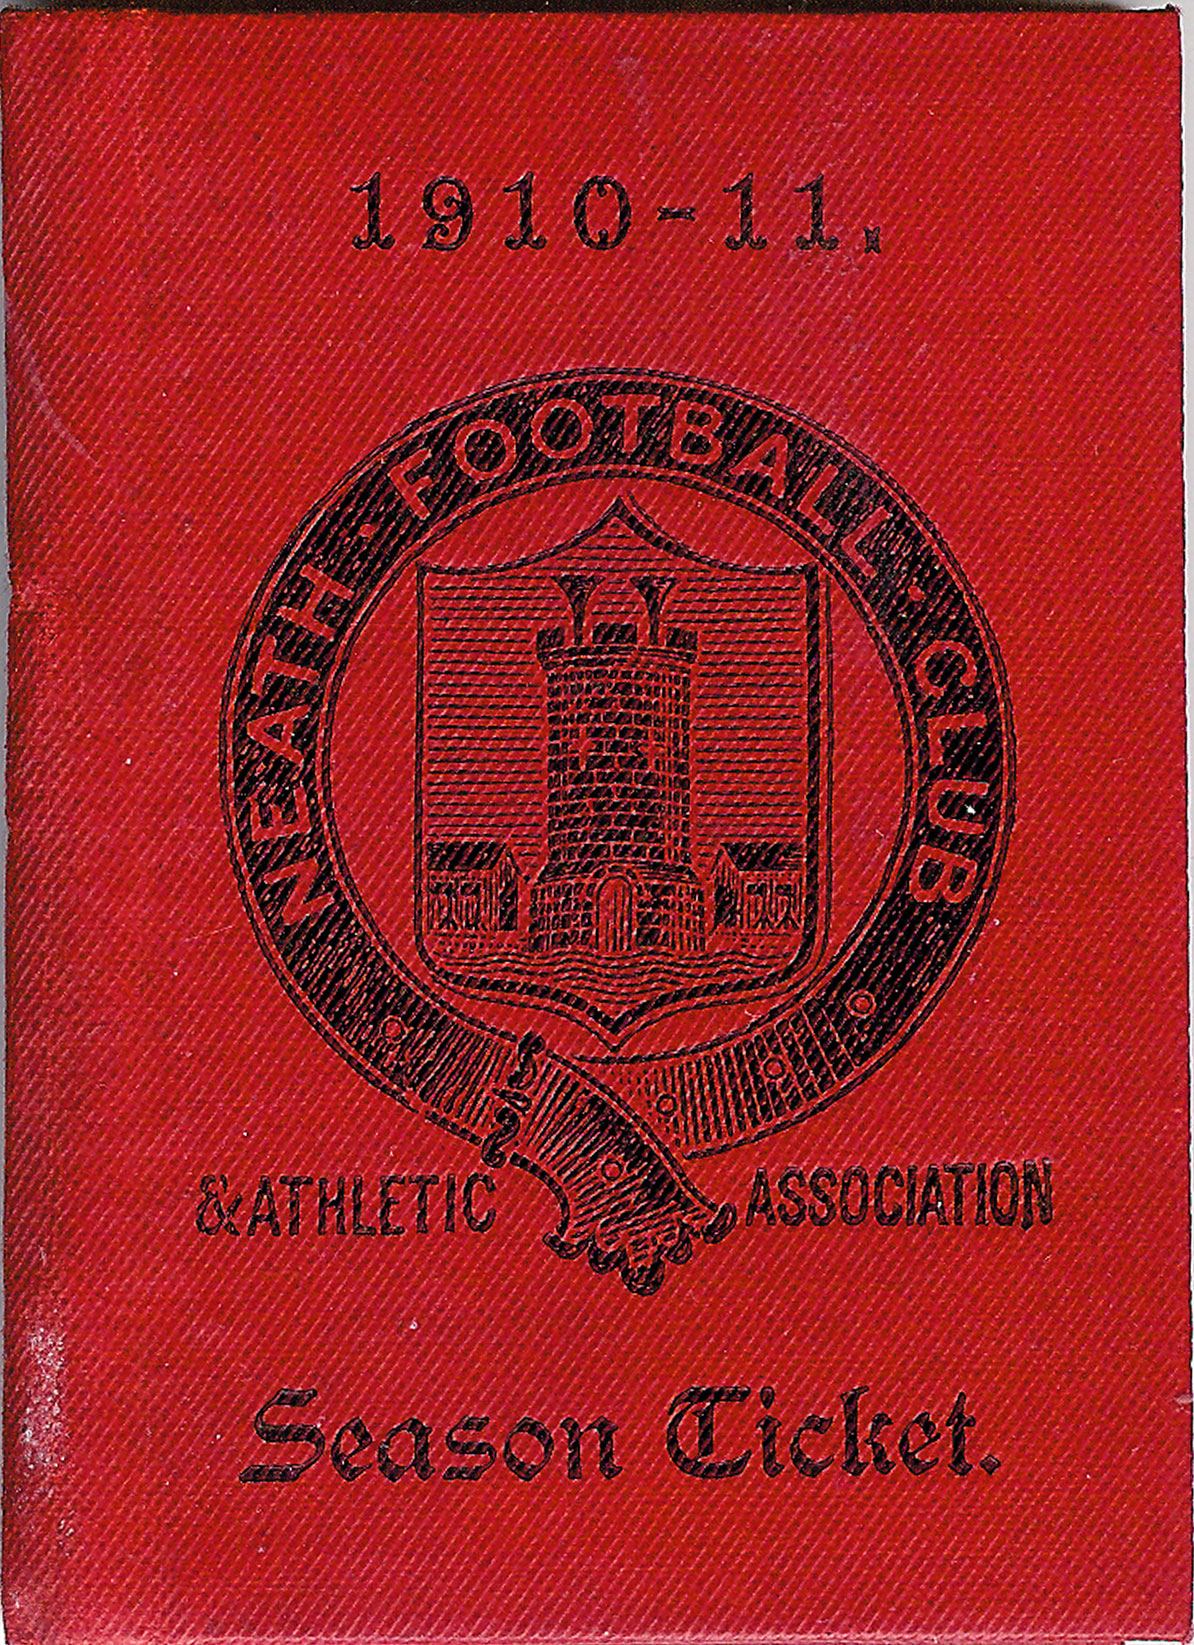 1910-11.
NEATH · FOOTBALL · CLUB
& ATHLETIC ASSOCIATION
Season Ticket.